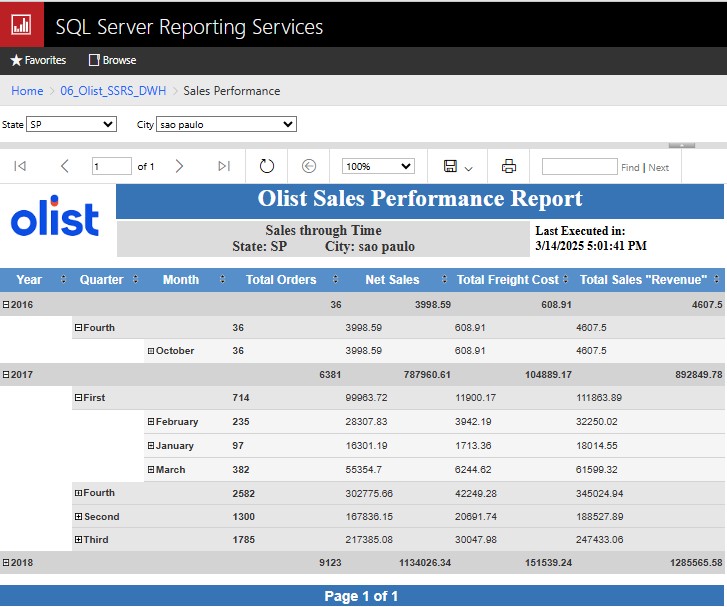 SQL Server Reporting Services
Favorites Browse
Home > 06_Olist_SSRS_DWH > Sales Performance
State SP City sao paulo
1 of 1 100% Find | Next
olist
Olist Sales Performance Report
Sales through Time
State: SP City: sao paulo
Last Executed in:
3/14/2025 5:01:41 PM
Year Quarter Month Total Orders Net Sales Total Freight Cost Total Sales "Revenue"
2016 36 3998.59 608.91 4607.5
Fourth 36 3998.59 608.91 4607.5
October 36 3998.59 608.91 4607.5
2017 6381 787960.61 104889.17 892849.78
First 714 99963.72 11900.17 111863.89
February 235 28307.83 3942.19 32250.02
January 97 16301.19 1713.36 18014.55
March 382 55354.7 6244.62 61599.32
Fourth 2582 302775.66 42249.28 345024.94
Second 1300 167836.15 20691.74 188527.89
Third 1785 217385.08 30047.98 247433.06
2018 9123 1134026.34 151539.24 1285565.58
Page 1 of 1